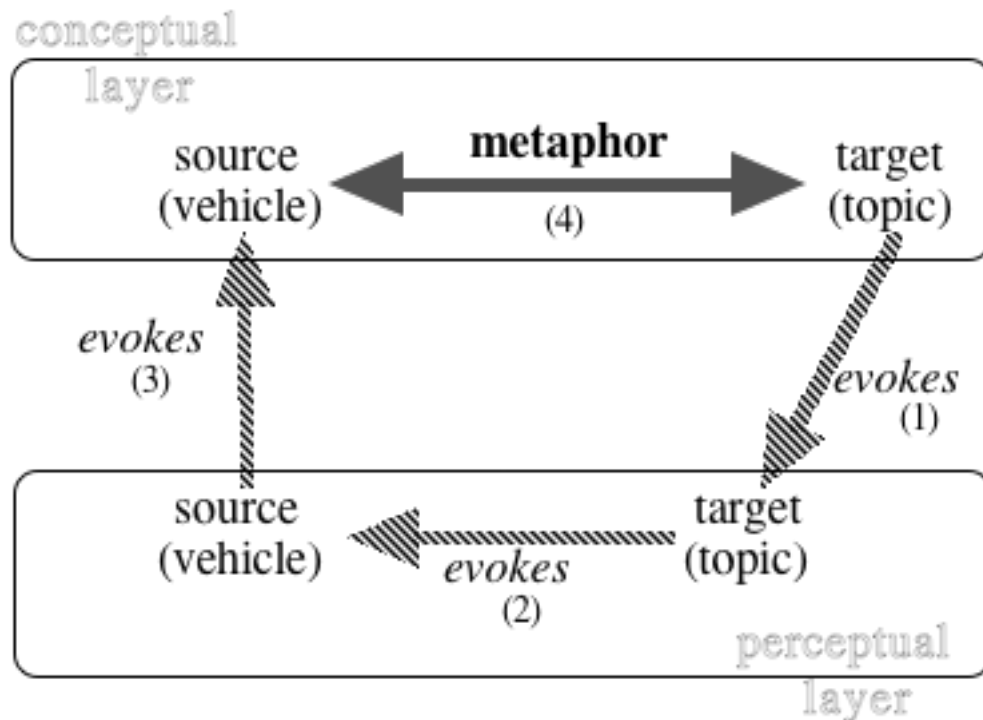 conceptual
layer
source
(vehicle)
metaphor
(4)
target
(topic)
evokes
(3)
evokes
(1)
source
(vehicle)
evokes
(2)
target
(topic)
perceptual
layer